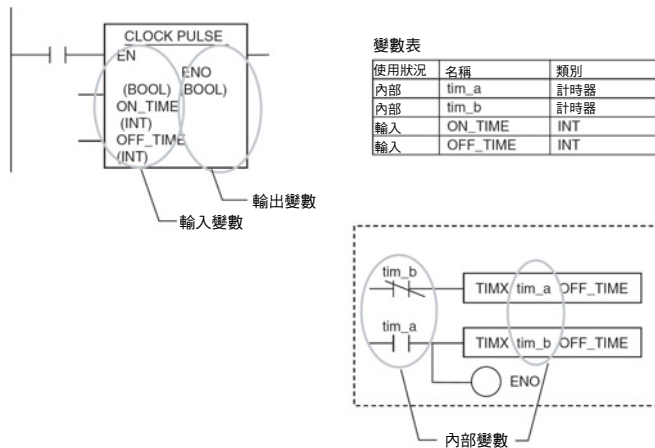 CLOCK PULSE
EN
ENO
(BOOL) (BOOL)
ON_TIME
(INT)
OFF_TIME
(INT)
輸出變數
輸入變數
變數表
使用狀況 名稱 類別
內部 tim_a 計時器
內部 tim_b 計時器
輸入 ON_TIME INT
輸入 OFF_TIME INT
tim_b
TIMX tim_a OFF_TIME
tim_a
TIMX tim_b OFF_TIME
ENO
內部變數